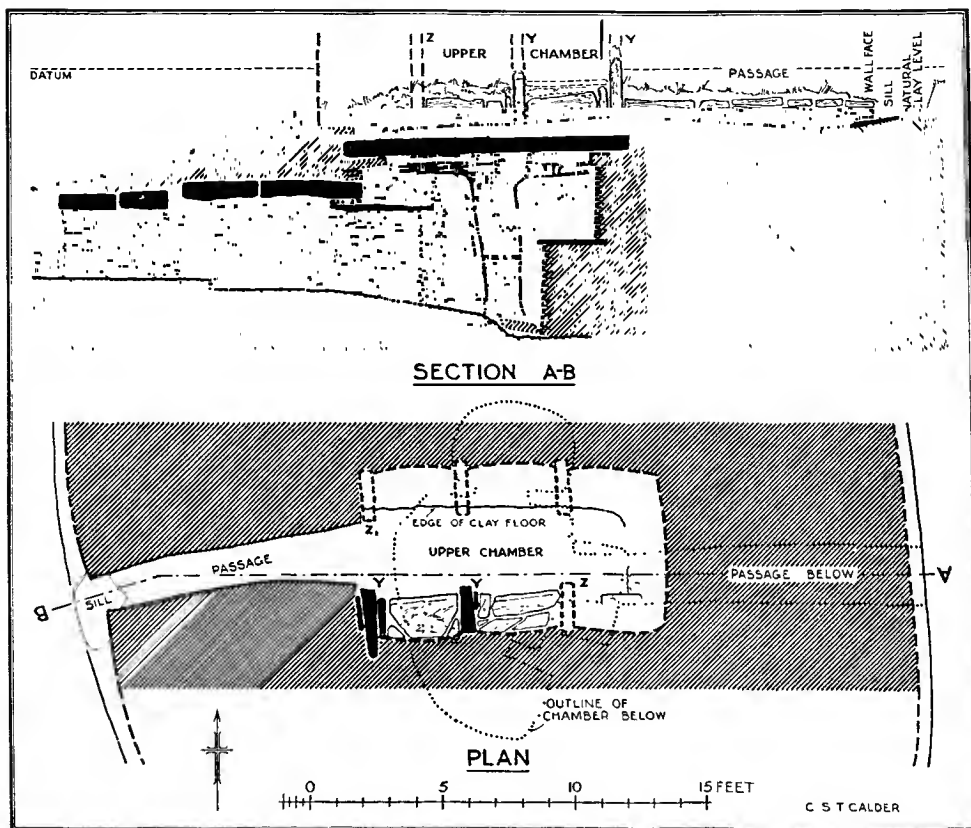 Z
UPPER
Y
CHAMBER
Y
DATUM
PASSAGE
WALL FACE
SILL
NATURAL
CLAY LEVEL
SECTION A-B
Z₁
EDGE OF CLAY FLOOR
UPPER CHAMBER
PASSAGE
PASSAGE BELOW
A
B
SILL
Y
Y
Z
OUTLINE OF
CHAMBER BELOW
PLAN
0 5 10 15 FEET
C S T CALDER